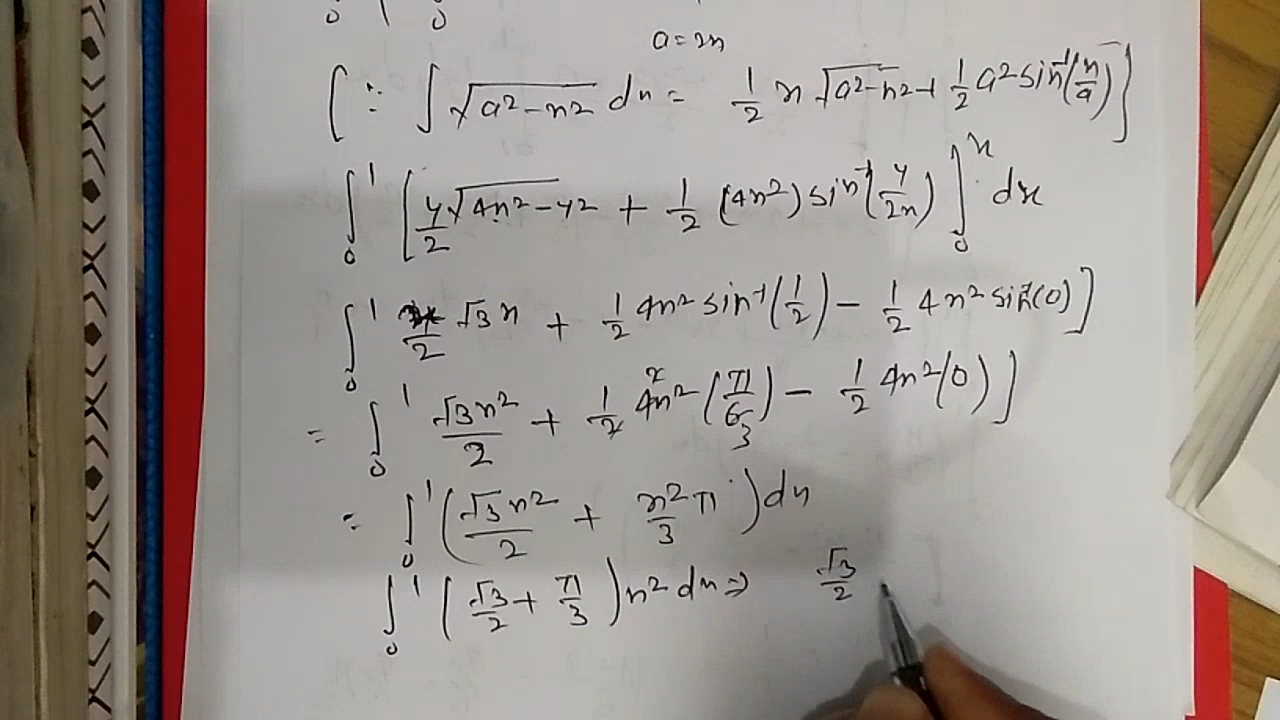 0 0
a=2x
[∵ ∫√(a²-x²) dx = 1/2 x √(a²-x²) + 1/2 a² sin⁻¹(x/a)]
∫₀¹ [y/2 √(4x²-y²) + 1/2 (4x²) sin⁻¹(y/2x)]₀ˣ dx
∫₀¹ /2 √3 x + 1/2 4x² sin⁻¹(1/2) - 1/2 4x² sin⁻¹(0)]
= ∫₀¹ √3x²/2 + 1/2 4x² (π/6) - 1/2 4x² (0)]
= ∫₀¹ (√3x²/2 + x²/3 π) dx
∫₀¹ (√3/2 + π/3) x² dx ⇒ √3/2